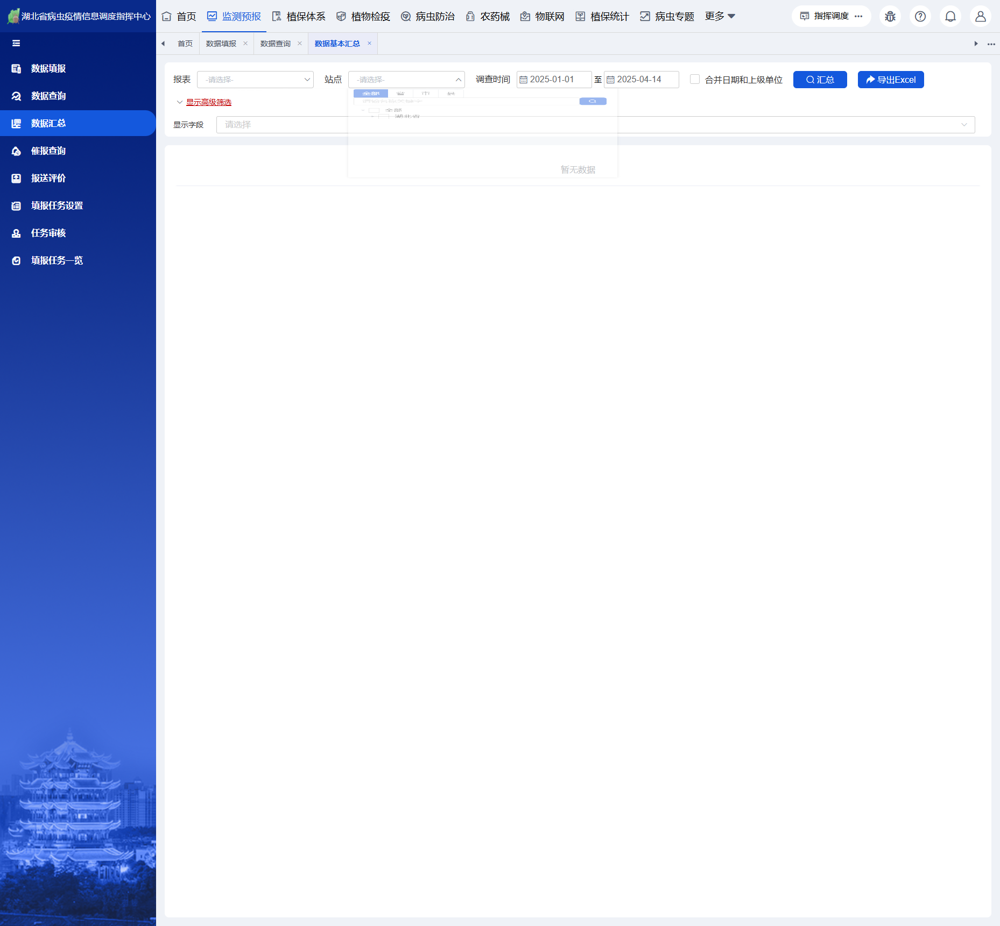 湖北省病虫疫情信息调度指挥中心
首页 监测预报 植保体系 植物检疫 病虫防治 农药械 物联网 植保统计 病虫专题 更多
指挥调度
首页 数据填报 数据查询 数据基本汇总
数据填报
数据查询
数据汇总
催报查询
报送评价
填报任务设置
任务审核
填报任务一览
报表 -请选择- 站点 -请选择- 调查时间 2025-01-01 至 2025-04-14 合并日期和上级单位 汇总 导出Excel
全部 省 市 县
显示高级筛选
全部
湖北省
显示字段 请选择
暂无数据